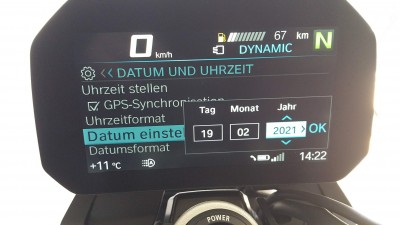 0 km/h
67 km
DYNAMIC
N
<< DATUM UND UHRZEIT
Uhrzeit stellen
GPS-Synchronisation
Uhrzeitformat
Datum einstel
Datumsformat
Tag Monat Jahr
19 02 2021 OK
+11 °C
14:22
POWER